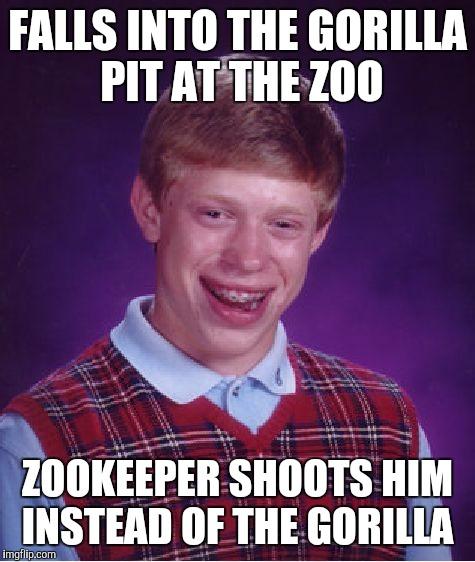 FALLS INTO THE GORILLA
PIT AT THE ZOO
ZOOKEEPER SHOOTS HIM
INSTEAD OF THE GORILLA
imgflip.com